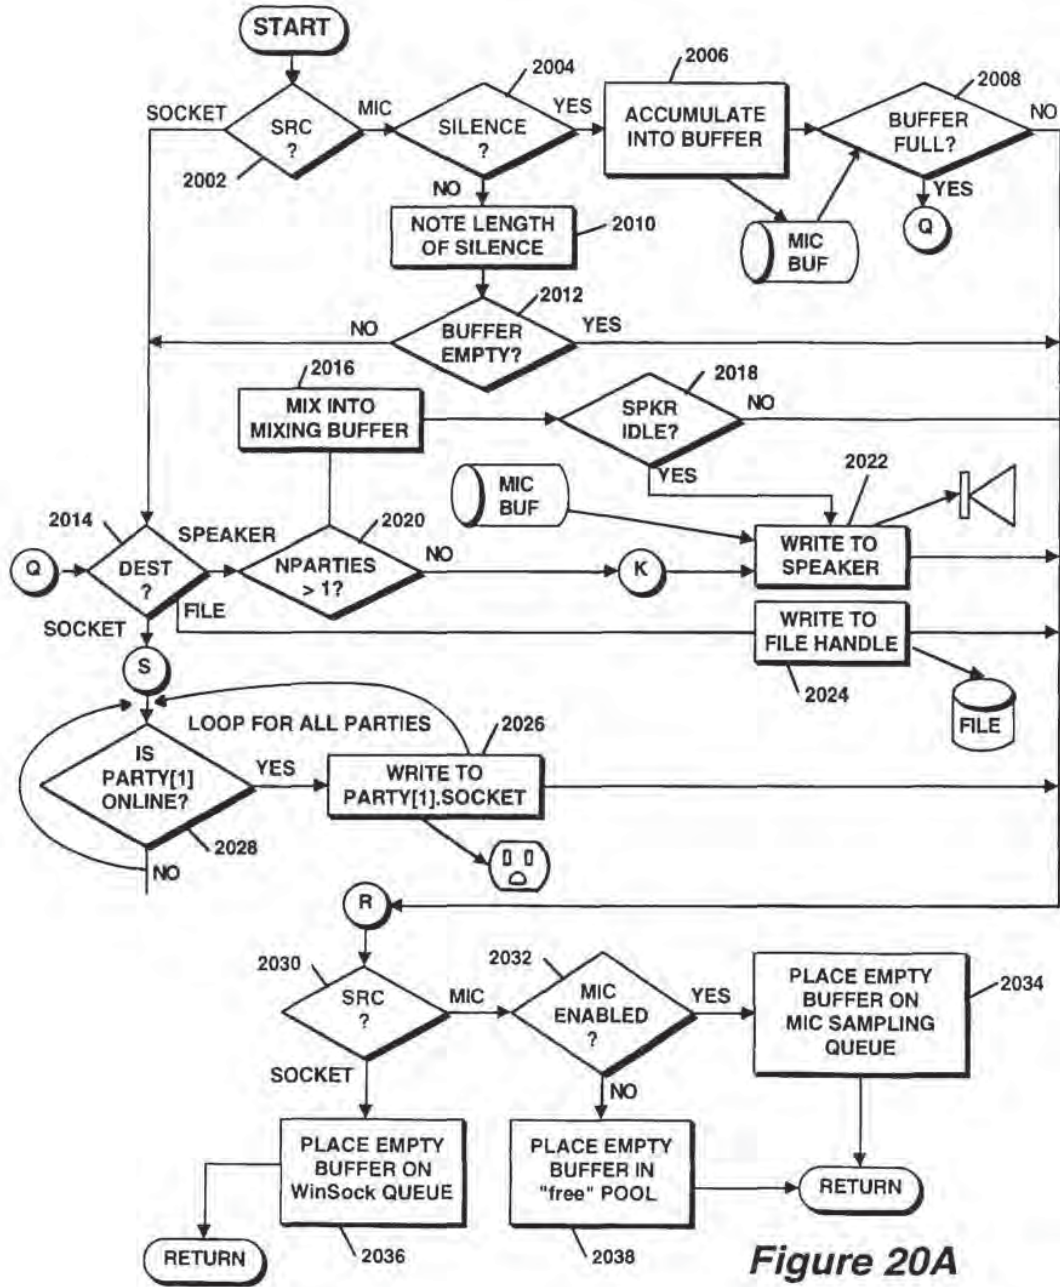 START
2004
2006
2008
SOCKET
SRC
?
MIC
SILENCE
?
YES
ACCUMULATE
INTO BUFFER
BUFFER
FULL?
NO
2002
NO
YES
NOTE LENGTH
OF SILENCE
2010
MIC
BUF
Q
2012
NO
BUFFER
EMPTY?
YES
2016
MIX INTO
MIXING BUFFER
2018
SPKR
IDLE?
NO
YES
MIC
BUF
2022
2014
SPEAKER
2020
Q
DEST
?
NPARTIES
> 1?
NO
K
WRITE TO
SPEAKER
FILE
SOCKET
WRITE TO
FILE HANDLE
S
2024
FILE
LOOP FOR ALL PARTIES
2026
IS
PARTY[1]
ONLINE?
YES
WRITE TO
PARTY[1].SOCKET
2028
NO
R
2030
SRC
?
MIC
2032
MIC
ENABLED
?
YES
PLACE EMPTY
BUFFER ON
MIC SAMPLING
QUEUE
2034
SOCKET
NO
PLACE EMPTY
BUFFER ON
WinSock QUEUE
PLACE EMPTY
BUFFER IN
"free" POOL
RETURN
RETURN
2036
2038
Figure 20A